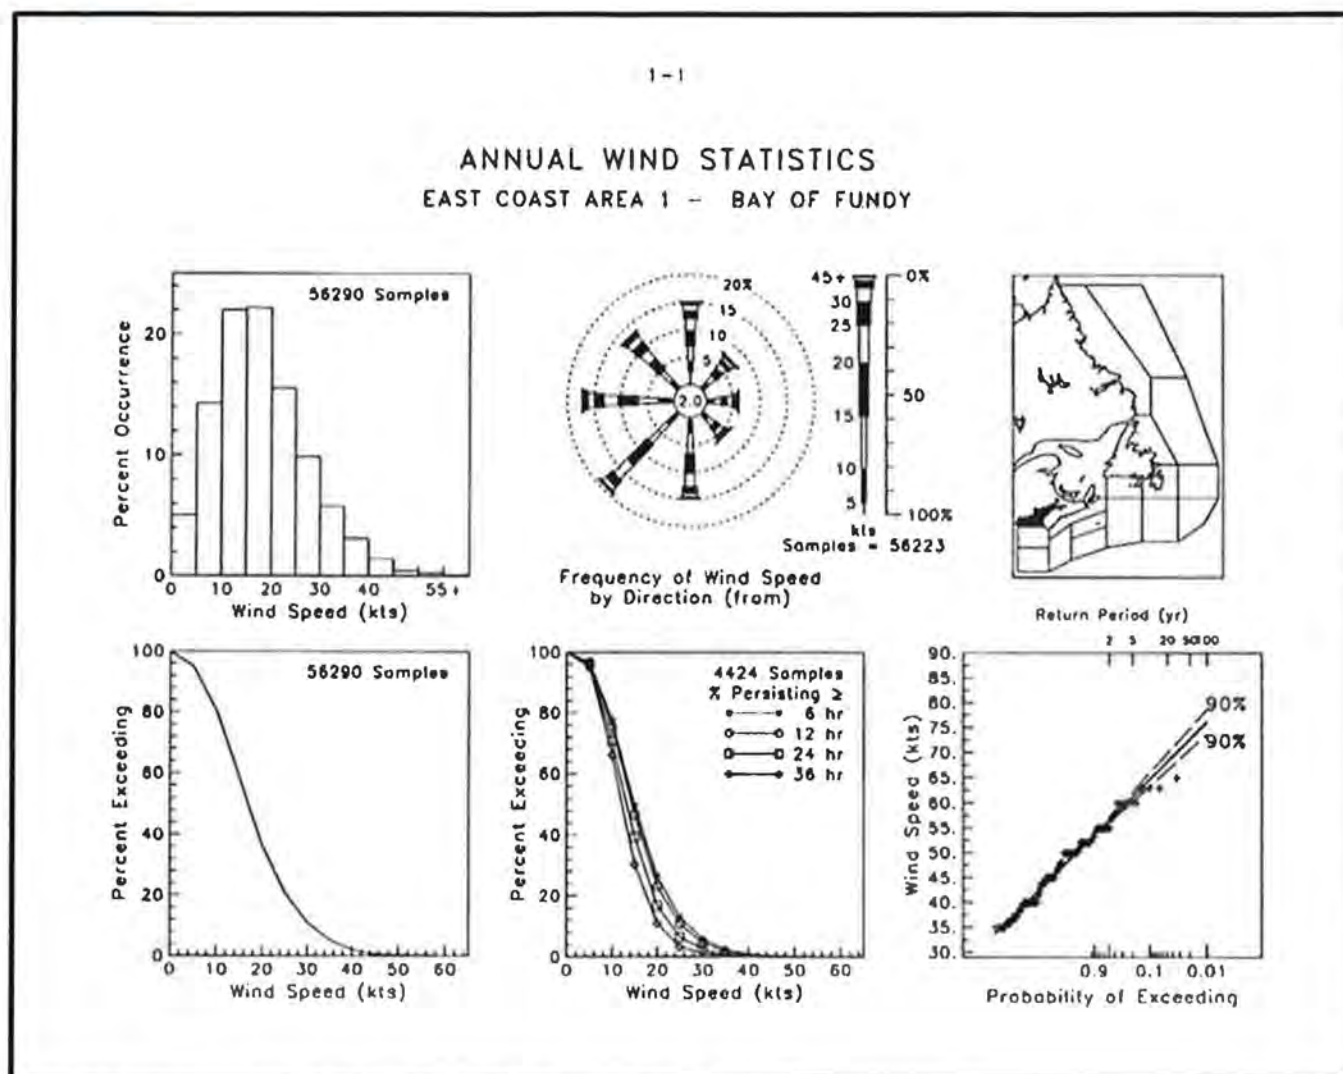 1-1
ANNUAL WIND STATISTICS
EAST COAST AREA 1 - BAY OF FUNDY
56290 Samples
20
10
0
Percent Occurrence
0 10 20 30 40 55+
Wind Speed (kts)
20%
15
10
5
2.0
45+
30
25
20
15
10
5
kts
0%
50
100%
Samples = 56223
Frequency of Wind Speed
by Direction (from)
100
80
60
40
20
0
Percent Exceeding
56290 Samples
0 10 20 30 40 50 60
Wind Speed (kts)
100
80
60
40
20
0
Percent Exceeding
4424 Samples
% Persisting ≥
6 hr
12 hr
24 hr
36 hr
0 10 20 30 40 50 60
Wind Speed (kts)
Return Period (yr)
2 5 20 50 100
90.
85.
80.
75.
70.
65.
60.
55.
50.
45.
40.
35.
30.
Wind Speed (kts)
90%
90%
0.9 0.1 0.01
Probability of Exceeding